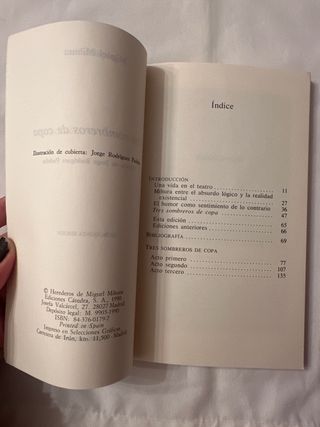 Ilustración de cubierta: Jorge Rodríguez Padrón
© Herederos de Miguel Mihura
Ediciones Cátedra, S. A., 1990
Josefa Valcárcel, 27. 28027-Madrid
Depósito legal: M. 9903-1990
ISBN: 84-376-0179-7
Printed in Spain
Impreso en Selecciones Gráficas
Carretera de Irún, km. 11,500 - Madrid
Índice
INTRODUCCIÓN
Una vida en el teatro 11
Mihura entre el absurdo lógico y la realidad
existencial 27
El humor como sentimiento de lo contrario 36
Tres sombreros de copa 47
Esta edición 65
Ediciones anteriores 66
BIBLIOGRAFÍA 69
TRES SOMBREROS DE COPA
Acto primero 77
Acto segundo 107
Acto tercero 135